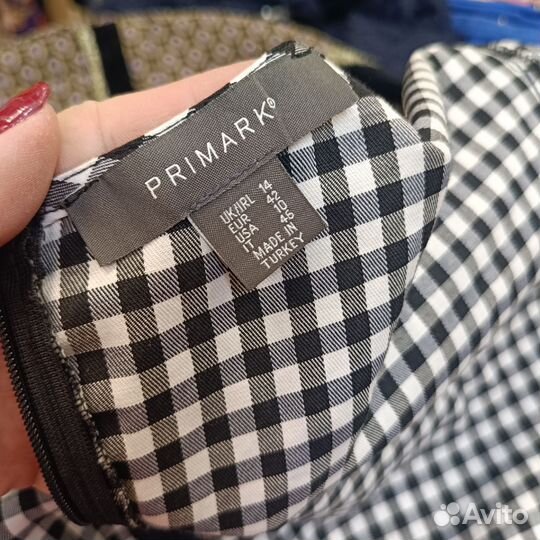 PRIMARK®
UK/IRL 14
EUR 42
USA 10
IT 46
MADE IN
TURKEY
Avito